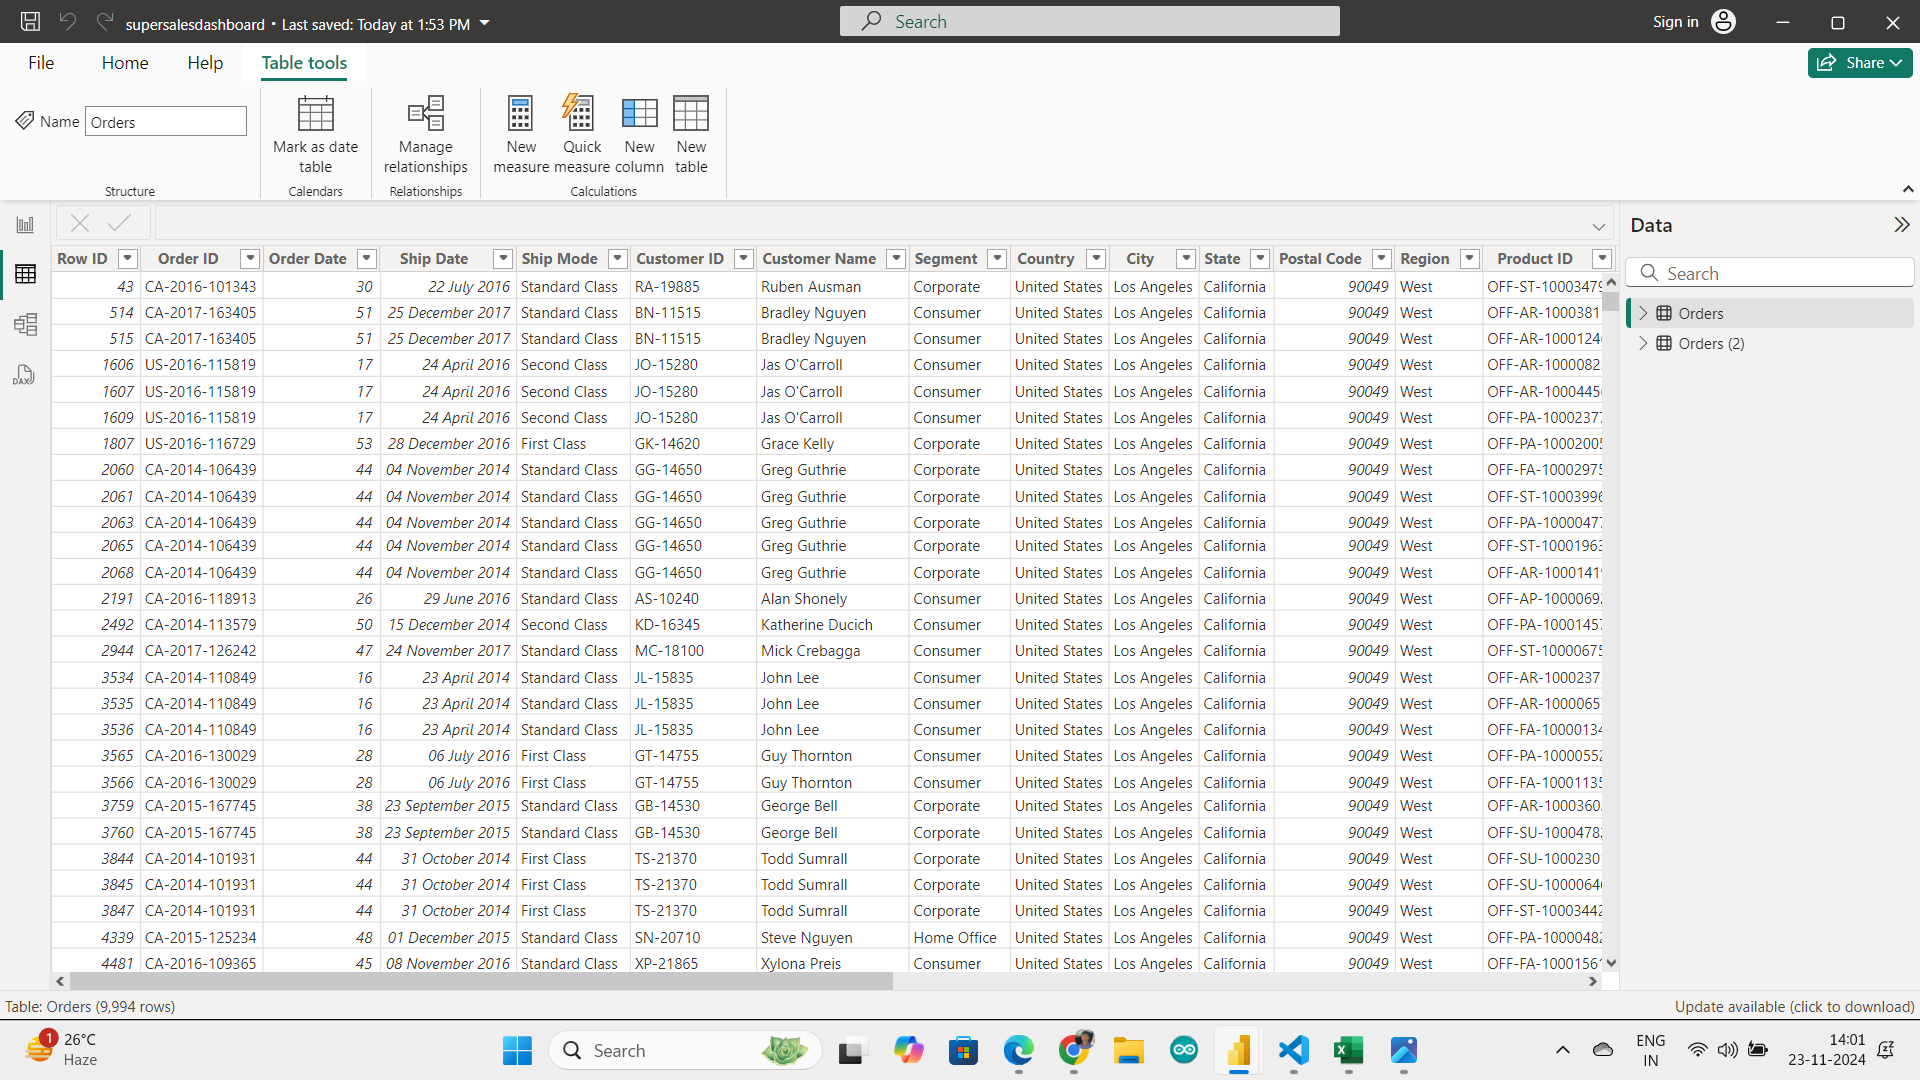 supersalesdashboard • Last saved: Today at 1:53 PM
Search
Sign in
File Home Help Table tools
Share
Name Orders
Mark as date table
Manage relationships
New measure
Quick measure
New column
New table
Structure Calendars Relationships Calculations
Data
Search
Orders
Orders (2)
Row ID Order ID Order Date Ship Date Ship Mode Customer ID Customer Name Segment Country City State Postal Code Region Product ID
43 CA-2016-101343 30 22 July 2016 Standard Class RA-19885 Ruben Ausman Corporate United States Los Angeles California 90049 West OFF-ST-10003479
514 CA-2017-163405 51 25 December 2017 Standard Class BN-11515 Bradley Nguyen Consumer United States Los Angeles California 90049 West OFF-AR-1000381
515 CA-2017-163405 51 25 December 2017 Standard Class BN-11515 Bradley Nguyen Consumer United States Los Angeles California 90049 West OFF-AR-1000124
1606 US-2016-115819 17 24 April 2016 Second Class JO-15280 Jas O'Carroll Consumer United States Los Angeles California 90049 West OFF-AR-1000082
1607 US-2016-115819 17 24 April 2016 Second Class JO-15280 Jas O'Carroll Consumer United States Los Angeles California 90049 West OFF-AR-1000445
1609 US-2016-115819 17 24 April 2016 Second Class JO-15280 Jas O'Carroll Consumer United States Los Angeles California 90049 West OFF-PA-1000237
1807 US-2016-116729 53 28 December 2016 First Class GK-14620 Grace Kelly Corporate United States Los Angeles California 90049 West OFF-PA-10002005
2060 CA-2014-106439 44 04 November 2014 Standard Class GG-14650 Greg Guthrie Corporate United States Los Angeles California 90049 West OFF-FA-10002975
2061 CA-2014-106439 44 04 November 2014 Standard Class GG-14650 Greg Guthrie Corporate United States Los Angeles California 90049 West OFF-ST-10003996
2063 CA-2014-106439 44 04 November 2014 Standard Class GG-14650 Greg Guthrie Corporate United States Los Angeles California 90049 West OFF-PA-1000047
2065 CA-2014-106439 44 04 November 2014 Standard Class GG-14650 Greg Guthrie Corporate United States Los Angeles California 90049 West OFF-ST-10001963
2068 CA-2014-106439 44 04 November 2014 Standard Class GG-14650 Greg Guthrie Corporate United States Los Angeles California 90049 West OFF-AR-1000141
2191 CA-2016-118913 26 29 June 2016 Standard Class AS-10240 Alan Shonely Consumer United States Los Angeles California 90049 West OFF-AP-1000069
2492 CA-2014-113579 50 15 December 2014 Second Class KD-16345 Katherine Ducich Consumer United States Los Angeles California 90049 West OFF-PA-1000145
2944 CA-2017-126242 47 24 November 2017 Standard Class MC-18100 Mick Crebagga Consumer United States Los Angeles California 90049 West OFF-ST-10000675
3534 CA-2014-110849 16 23 April 2014 Standard Class JL-15835 John Lee Consumer United States Los Angeles California 90049 West OFF-AR-1000237
3535 CA-2014-110849 16 23 April 2014 Standard Class JL-15835 John Lee Consumer United States Los Angeles California 90049 West OFF-AR-1000065
3536 CA-2014-110849 16 23 April 2014 Standard Class JL-15835 John Lee Consumer United States Los Angeles California 90049 West OFF-FA-10000134
3565 CA-2016-130029 28 06 July 2016 First Class GT-14755 Guy Thornton Consumer United States Los Angeles California 90049 West OFF-PA-10000552
3566 CA-2016-130029 28 06 July 2016 First Class GT-14755 Guy Thornton Consumer United States Los Angeles California 90049 West OFF-FA-10001135
3759 CA-2015-167745 38 23 September 2015 Standard Class GB-14530 George Bell Corporate United States Los Angeles California 90049 West OFF-AR-1000360
3760 CA-2015-167745 38 23 September 2015 Standard Class GB-14530 George Bell Corporate United States Los Angeles California 90049 West OFF-SU-1000478
3844 CA-2014-101931 44 31 October 2014 First Class TS-21370 Todd Sumrall Corporate United States Los Angeles California 90049 West OFF-SU-1000230
3845 CA-2014-101931 44 31 October 2014 First Class TS-21370 Todd Sumrall Corporate United States Los Angeles California 90049 West OFF-SU-1000064
3847 CA-2014-101931 44 31 October 2014 First Class TS-21370 Todd Sumrall Corporate United States Los Angeles California 90049 West OFF-ST-10003442
4339 CA-2015-125234 48 01 December 2015 Standard Class SN-20710 Steve Nguyen Home Office United States Los Angeles California 90049 West OFF-PA-1000048
4481 CA-2016-109365 45 08 November 2016 Standard Class XP-21865 Xylona Preis Consumer United States Los Angeles California 90049 West OFF-FA-1000156
Table: Orders (9,994 rows)
Update available (click to download)
1
26°C
Haze
Search
ENG
IN
14:01
23-11-2024